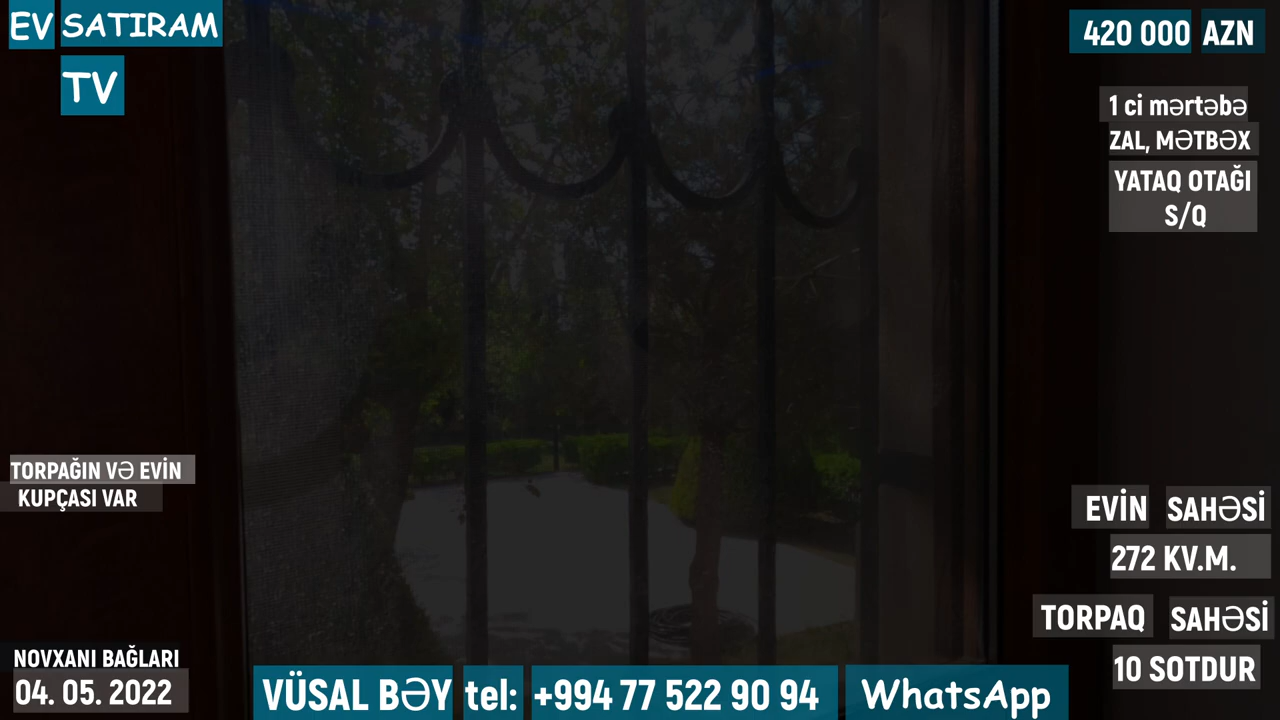 EV SATIRAM
TV
420 000 AZN
1 ci mərtəbə
ZAL, MƏTBƏX
YATAQ OTAĞI
S/Q
TORPAĞIN VƏ EVİN
KUPÇASI VAR
EVİN SAHƏSİ
272 KV.M.
TORPAQ SAHƏSİ
10 SOTDUR
NOVXANI BAĞLARI
04. 05. 2022
VÜSAL BƏY tel: +994 77 522 90 94 WhatsApp